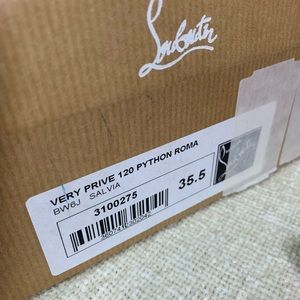 Louboutin
VERY PRIVE 120 PYTHON ROMA
BW6J SALVIA
3100275
35.5